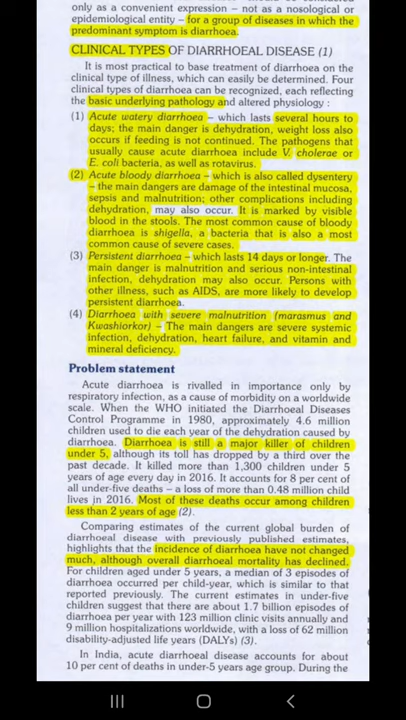 only as a convenient expression – not as a nosological or
epidemiological entity – for a group of diseases in which the
predominant symptom is diarrhoea.
CLINICAL TYPES OF DIARRHOEAL DISEASE (1)
It is most practical to base treatment of diarrhoea on the
clinical type of illness, which can easily be determined. Four
clinical types of diarrhoea can be recognized, each reflecting
the basic underlying pathology and altered physiology :
(1) Acute watery diarrhoea – which lasts several hours to
days; the main danger is dehydration, weight loss also
occurs if feeding is not continued. The pathogens that
usually cause acute diarrhoea include V. cholerae or
E. coli bacteria, as well as rotavirus.
(2) Acute bloody diarrhoea – which is also called dysentery
– the main dangers are damage of the intestinal mucosa,
sepsis and malnutrition; other complications including
dehydration, may also occur. It is marked by visible
blood in the stools. The most common cause of bloody
diarrhoea is shigella, a bacteria that is also a most
common cause of severe cases.
(3) Persistent diarrhoea – which lasts 14 days or longer. The
main danger is malnutrition and serious non-intestinal
infection, dehydration may also occur. Persons with
other illness, such as AIDS, are more likely to develop
persistent diarrhoea.
(4) Diarrhoea with severe malnutrition (marasmus and
Kwashiorkor) – The main dangers are severe systemic
infection, dehydration, heart failure, and vitamin and
mineral deficiency.
Problem statement
Acute diarrhoea is rivalled in importance only by
respiratory infection, as a cause of morbidity on a worldwide
scale. When the WHO initiated the Diarrhoeal Diseases
Control Programme in 1980, approximately 4.6 million
children used to die each year of the dehydration caused by
diarrhoea. Diarrhoea is still a major killer of children
under 5, although its toll has dropped by a third over the
past decade. It killed more than 1,300 children under 5
years of age every day in 2016. It accounts for 8 per cent of
all under-five deaths – a loss of more than 0.48 million child
lives in 2016. Most of these deaths occur among children
less than 2 years of age (2).
Comparing estimates of the current global burden of
diarrhoeal disease with previously published estimates,
highlights that the incidence of diarrhoea have not changed
much, although overall diarrhoeal mortality has declined.
For children aged under 5 years, a median of 3 episodes of
diarrhoea occurred per child-year, which is similar to that
reported previously. The current estimates in under-five
children suggest that there are about 1.7 billion episodes of
diarrhoea per year with 123 million clinic visits annually and
9 million hospitalizations worldwide, with a loss of 62 million
disability-adjusted life years (DALYs) (3).
In India, acute diarrhoeal disease accounts for about
10 per cent of deaths in under-5 years age group. During the